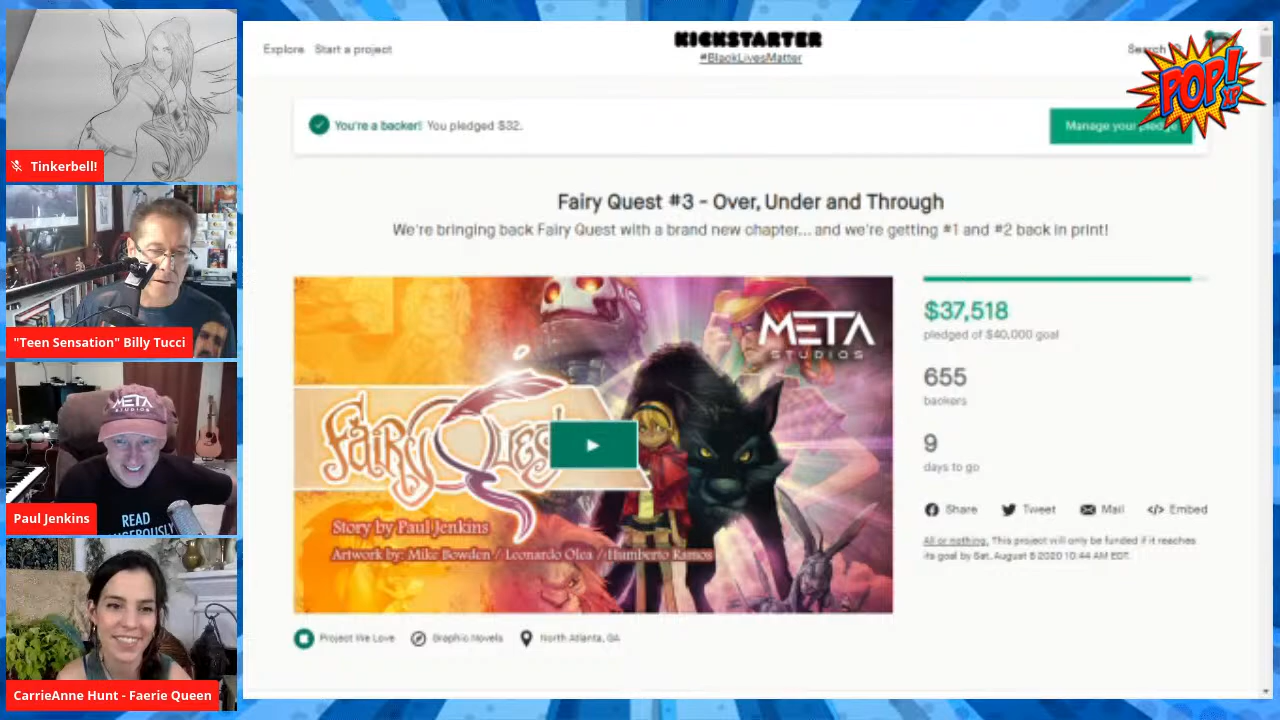 Tinkerbell!
"Teen Sensation" Billy Tucci
META
STUDIOS
READ
Paul Jenkins
CarrieAnne Hunt - Faerie Queen
Explore Start a project
KICKSTARTER
#BlackLivesMatter
POP!
XP
You're a backer! You pledged $32.
Manage your pledge
Fairy Quest #3 - Over, Under and Through
We're bringing back Fairy Quest with a brand new chapter... and we're getting #1 and #2 back in print!
META
STUDIOS
Fairy Quest
Story by Paul Jenkins
Artwork by: Mike Bowden / Leonardo Olea / Humberto Ramos
$37,518
pledged of $40,000 goal
655
backers
9
days to go
Share Tweet Mail </> Embed
All or nothing. This project will only be funded if it reaches
its goal by Sat, August 8 2020 10:44 AM EDT.
Project We Love Graphic Novels North Atlanta, GA